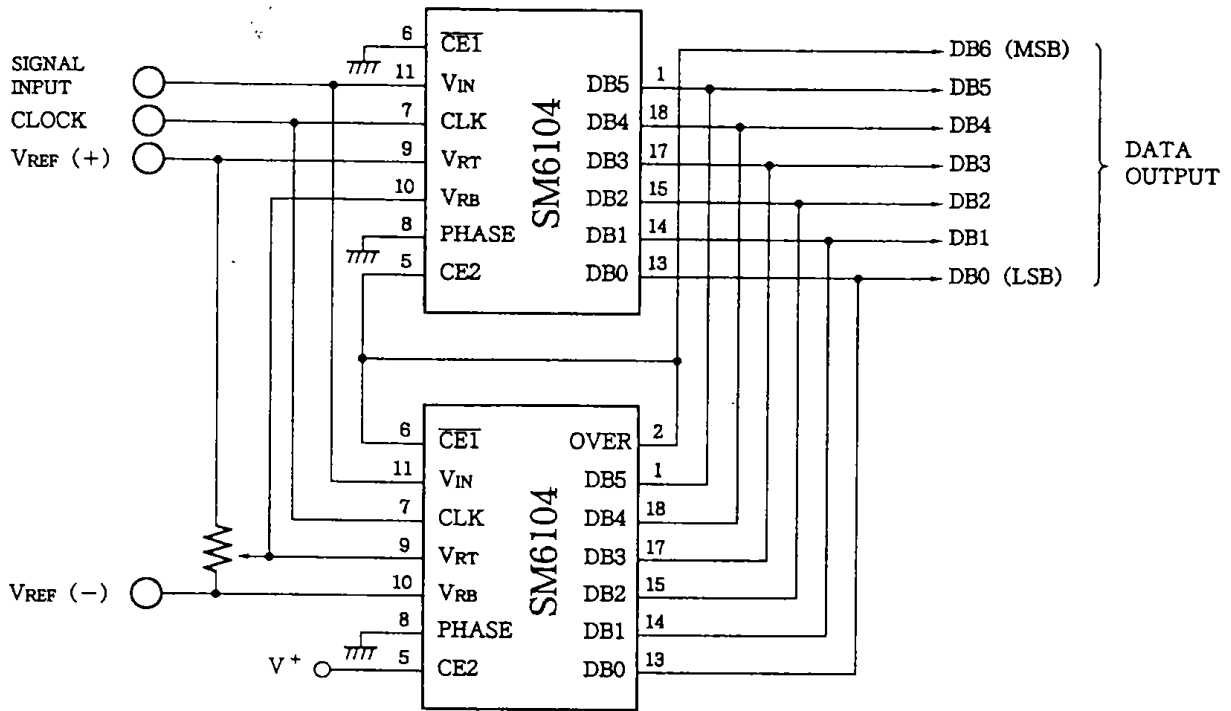 SIGNAL
INPUT
CLOCK
VREF (+)
VREF (−)
V+
6
CE1
11
VIN
7
CLK
9
VRT
10
VRB
8
PHASE
5
CE2
SM6104
DB5
1
DB4
18
DB3
17
DB2
15
DB1
14
DB0
13
DB6 (MSB)
DB5
DB4
DB3
DB2
DB1
DB0 (LSB)
DATA
OUTPUT
6
CE1
11
VIN
7
CLK
9
VRT
10
VRB
8
PHASE
5
CE2
SM6104
OVER
2
DB5
1
DB4
18
DB3
17
DB2
15
DB1
14
DB0
13